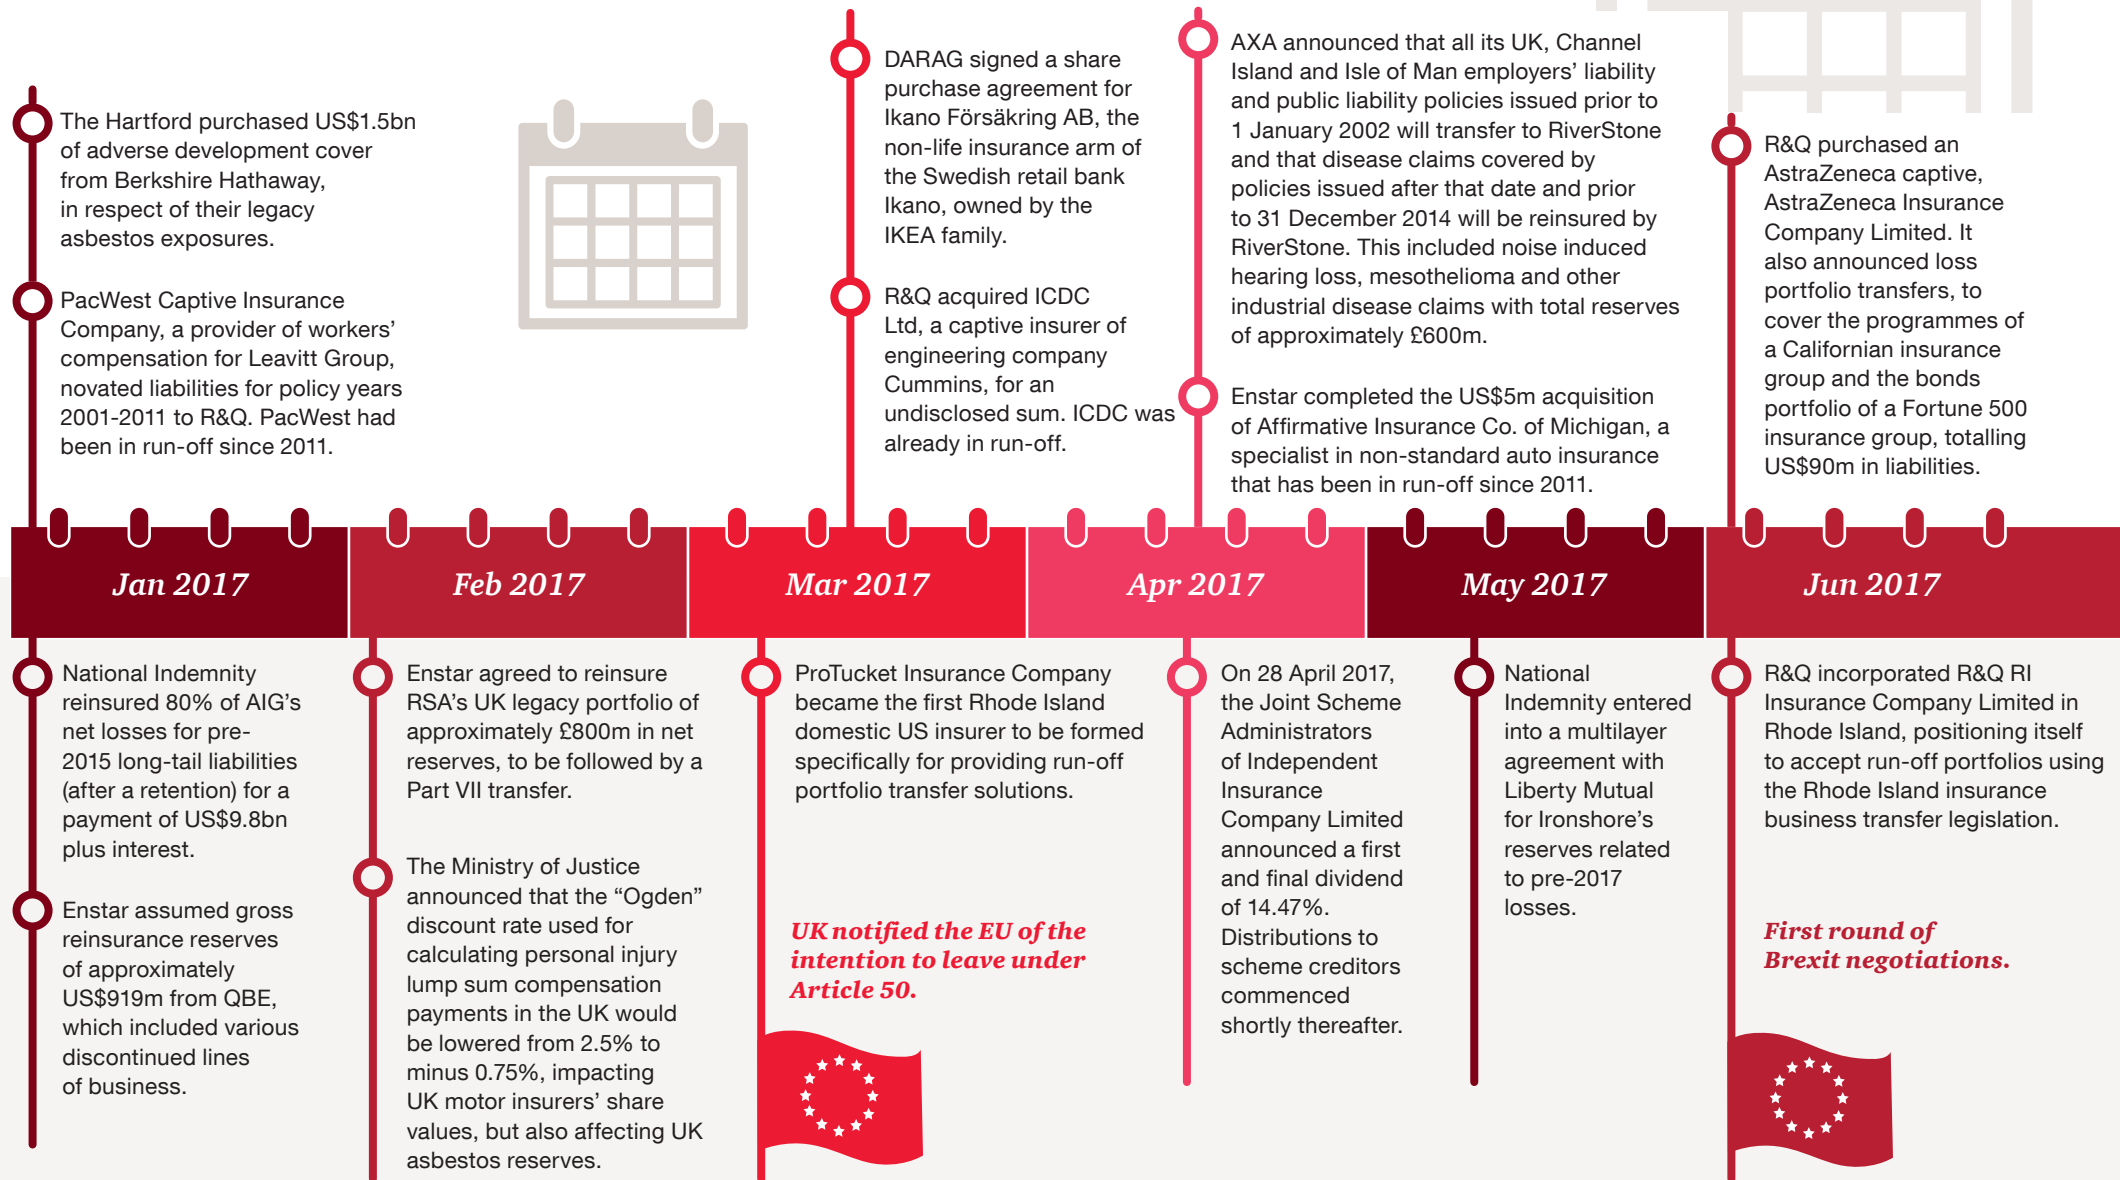 The Hartford purchased US$1.5bn
of adverse development cover
from Berkshire Hathaway,
in respect of their legacy
asbestos exposures.
PacWest Captive Insurance
Company, a provider of workers’
compensation for Leavitt Group,
novated liabilities for policy years
2001-2011 to R&Q. PacWest had
been in run-off since 2011.
DARAG signed a share
purchase agreement for
Ikano Försäkring AB, the
non-life insurance arm of
the Swedish retail bank
Ikano, owned by the
IKEA family.
R&Q acquired ICDC
Ltd, a captive insurer of
engineering company
Cummins, for an
undisclosed sum. ICDC was
already in run-off.
AXA announced that all its UK, Channel
Island and Isle of Man employers’ liability
and public liability policies issued prior to
1 January 2002 will transfer to RiverStone
and that disease claims covered by
policies issued after that date and prior
to 31 December 2014 will be reinsured by
RiverStone. This included noise induced
hearing loss, mesothelioma and other
industrial disease claims with total reserves
of approximately £600m.
Enstar completed the US$5m acquisition
of Affirmative Insurance Co. of Michigan, a
specialist in non-standard auto insurance
that has been in run-off since 2011.
R&Q purchased an
AstraZeneca captive,
AstraZeneca Insurance
Company Limited. It
also announced loss
portfolio transfers, to
cover the programmes of
a Californian insurance
group and the bonds
portfolio of a Fortune 500
insurance group, totalling
US$90m in liabilities.
Jan 2017
Feb 2017
Mar 2017
Apr 2017
May 2017
Jun 2017
National Indemnity
reinsured 80% of AIG’s
net losses for pre-
2015 long-tail liabilities
(after a retention) for a
payment of US$9.8bn
plus interest.
Enstar assumed gross
reinsurance reserves
of approximately
US$919m from QBE,
which included various
discontinued lines
of business.
Enstar agreed to reinsure
RSA’s UK legacy portfolio of
approximately £800m in net
reserves, to be followed by a
Part VII transfer.
The Ministry of Justice
announced that the “Ogden”
discount rate used for
calculating personal injury
lump sum compensation
payments in the UK would
be lowered from 2.5% to
minus 0.75%, impacting
UK motor insurers’ share
values, but also affecting UK
asbestos reserves.
ProTucket Insurance Company
became the first Rhode Island
domestic US insurer to be formed
specifically for providing run-off
portfolio transfer solutions.
UK notified the EU of the
intention to leave under
Article 50.
On 28 April 2017,
the Joint Scheme
Administrators
of Independent
Insurance
Company Limited
announced a first
and final dividend
of 14.47%.
Distributions to
scheme creditors
commenced
shortly thereafter.
National
Indemnity entered
into a multilayer
agreement with
Liberty Mutual
for Ironshore’s
reserves related
to pre-2017
losses.
R&Q incorporated R&Q RI
Insurance Company Limited in
Rhode Island, positioning itself
to accept run-off portfolios using
the Rhode Island insurance
business transfer legislation.
First round of
Brexit negotiations.